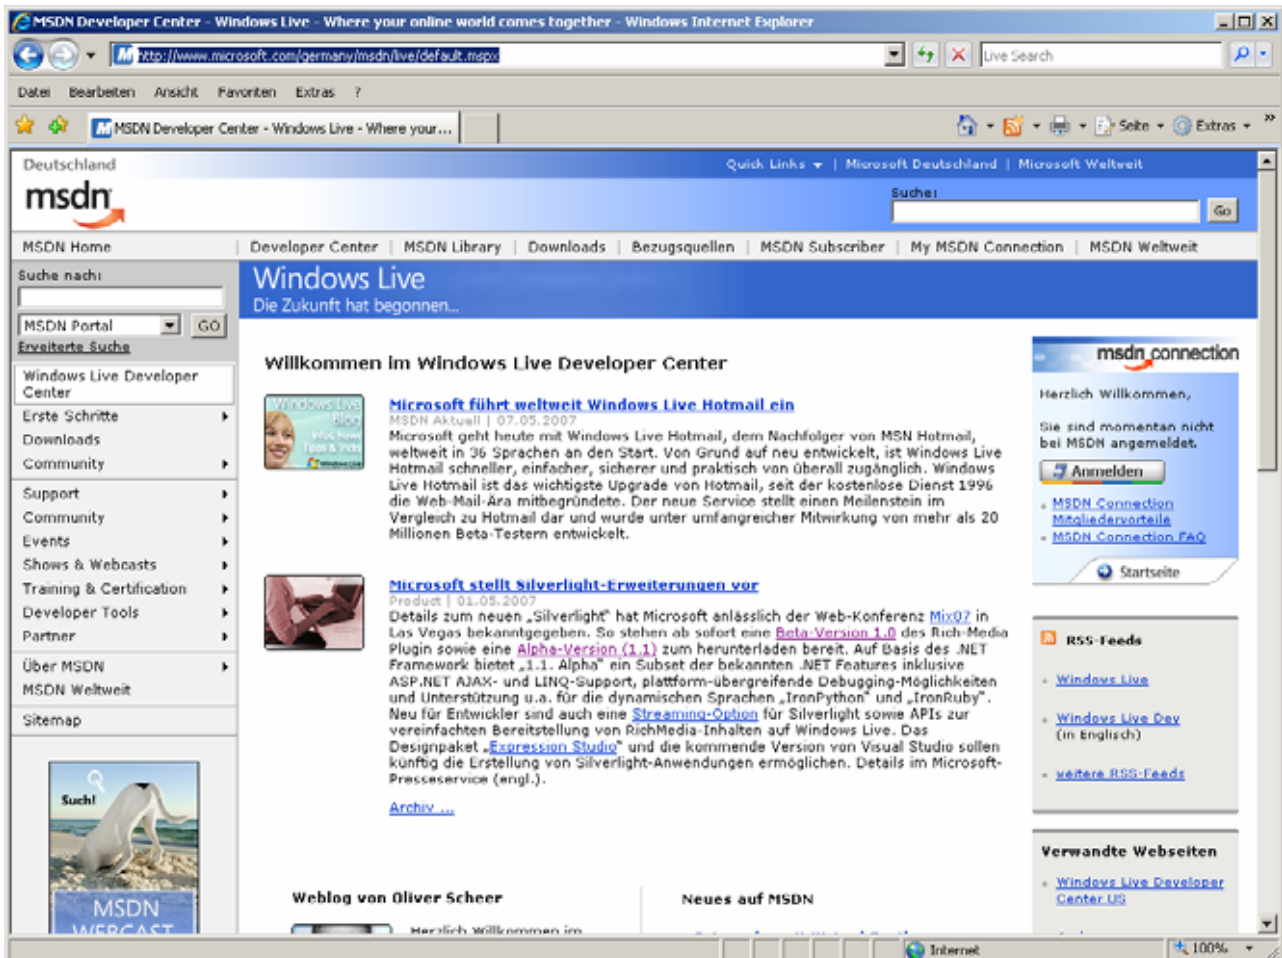 MSDN Developer Center - Windows Live - Where your online world comes together - Windows Internet Explorer
http://www.microsoft.com/germany/msdn/live/default.mspx
Live Search
Datei Bearbeiten Ansicht Favoriten Extras ?
MSDN Developer Center - Windows Live - Where your...
Seite Extras
Deutschland
Quick Links | Microsoft Deutschland | Microsoft Weltweit
msdn
Suche:
Go
MSDN Home | Developer Center | MSDN Library | Downloads | Bezugsquellen | MSDN Subscriber | My MSDN Connection | MSDN Weltweit
Suche nach:
MSDN Portal GO
Erweiterte Suche
Windows Live Developer
Center
Erste Schritte
Downloads
Community
Support
Community
Events
Shows & Webcasts
Training & Certification
Developer Tools
Partner
Über MSDN
MSDN Weltweit
Sitemap
Such!
MSDN
WEBCAST
Windows Live
Die Zukunft hat begonnen...
Willkommen im Windows Live Developer Center
Windows Live
Blog
Infos, News
Tipps & Tricks
Windows Live
Microsoft führt weltweit Windows Live Hotmail ein
MSDN Aktuell | 07.05.2007
Microsoft geht heute mit Windows Live Hotmail, dem Nachfolger von MSN Hotmail,
weltweit in 36 Sprachen an den Start. Von Grund auf neu entwickelt, ist Windows Live
Hotmail schneller, einfacher, sicherer und praktisch von überall zugänglich. Windows
Live Hotmail ist das wichtigste Upgrade von Hotmail, seit der kostenlose Dienst 1996
die Web-Mail-Ära mitbegründete. Der neue Service stellt einen Meilenstein im
Vergleich zu Hotmail dar und wurde unter umfangreicher Mitwirkung von mehr als 20
Millionen Beta-Testern entwickelt.
Microsoft stellt Silverlight-Erweiterungen vor
Product | 01.05.2007
Details zum neuen „Silverlight" hat Microsoft anlässlich der Web-Konferenz Mix07 in
Las Vegas bekanntgegeben. So stehen ab sofort eine Beta-Version 1.0 des Rich-Media
Plugin sowie eine Alpha-Version (1.1) zum herunterladen bereit. Auf Basis des .NET
Framework bietet „1.1. Alpha" ein Subset der bekannten .NET Features inklusive
ASP.NET AJAX- und LINQ-Support, plattform-übergreifende Debugging-Möglichkeiten
und Unterstützung u.a. für die dynamischen Sprachen „IronPython" und „IronRuby".
Neu für Entwickler sind auch eine Streaming-Option für Silverlight sowie APIs zur
vereinfachten Bereitstellung von RichMedia-Inhalten auf Windows Live. Das
Designpaket „Expression Studio" und die kommende Version von Visual Studio sollen
künftig die Erstellung von Silverlight-Anwendungen ermöglichen. Details im Microsoft-
Presseservice (engl.).
Archiv ...
Weblog von Oliver Scheer
Herzlich Willkommen im
Neues auf MSDN
msdn connection
Herzlich Willkommen,
Sie sind momentan nicht
bei MSDN angemeldet.
Anmelden
MSDN Connection
Mitgliedervorteile
MSDN Connection FAQ
Startseite
RSS-Feeds
Windows Live
Windows Live Dev
(in Englisch)
weitere RSS-Feeds
Verwandte Webseiten
Windows Live Developer
Center US
Internet
100%